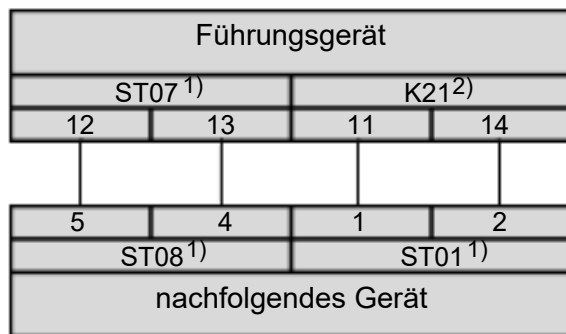 Führungsgerät
ST07 1) K21 2)
12 13 11 14
5 4 1 2
ST08 1) ST01 1)
nachfolgendes Gerät